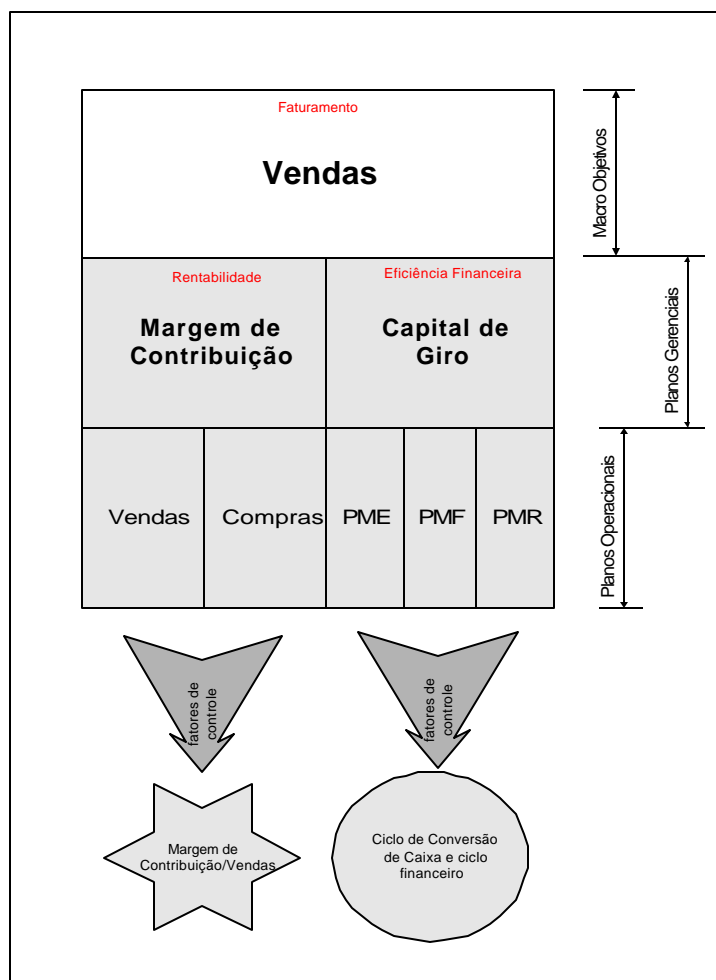 Faturamento
Vendas
Macro Objetivos
Rentabilidade
Margem de
Contribuição
Eficiência Financeira
Capital de
Giro
Planos Gerenciais
Vendas
Compras
PME
PMF
PMR
Planos Operacionais
fatores de
controle
fatores de
controle
Margem de
Contribuição/Vendas
Ciclo de Conversão
de Caixa e ciclo
financeiro